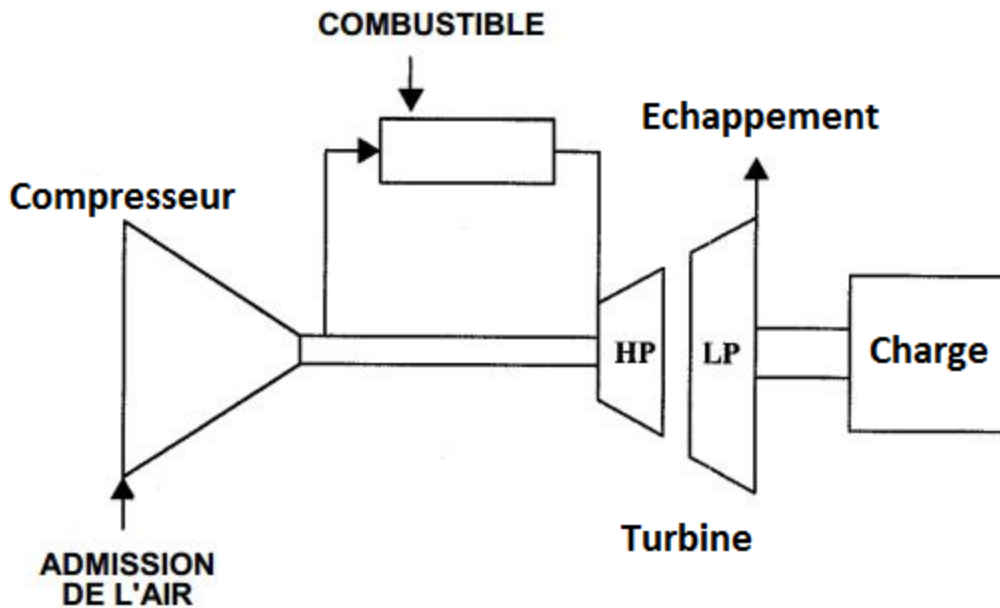 COMBUSTIBLE
Echappement
Compresseur
HP
LP
Charge
Turbine
ADMISSION
DE L'AIR